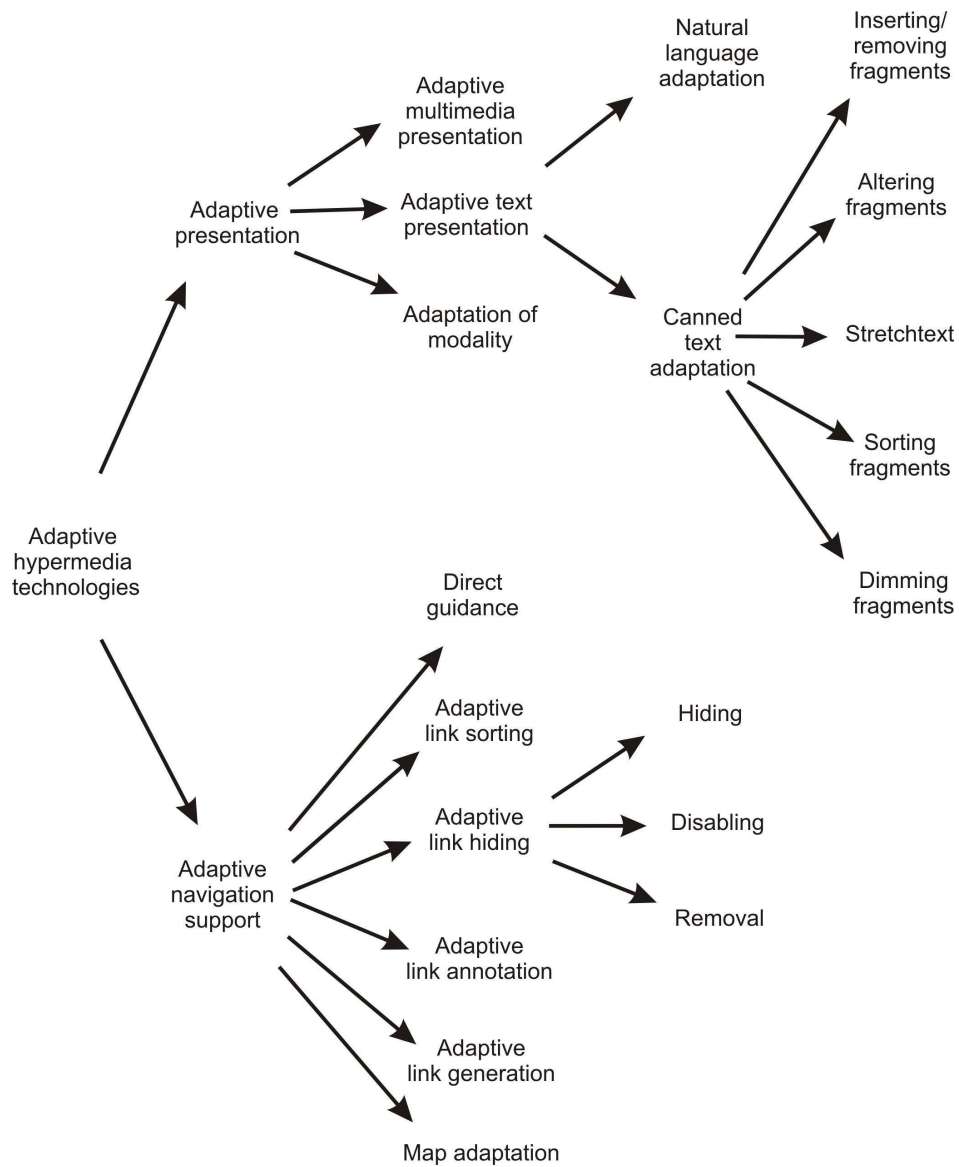 Natural
language
adaptation
Inserting/
removing
fragments
Adaptive
multimedia
presentation
Altering
fragments
Adaptive
presentation
Adaptive text
presentation
Adaptation of
modality
Canned
text
adaptation
Stretchtext
Sorting
fragments
Dimming
fragments
Adaptive
hypermedia
technologies
Direct
guidance
Adaptive
link sorting
Hiding
Adaptive
link hiding
Disabling
Adaptive
navigation
support
Removal
Adaptive
link annotation
Adaptive
link generation
Map adaptation